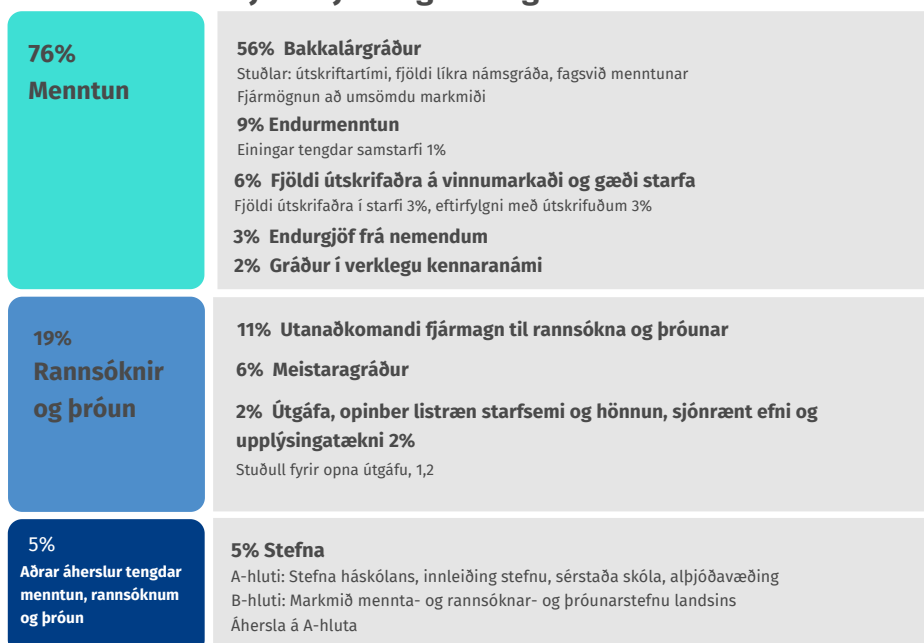 76%
Menntun
56% Bakkalárgráður
Stuðlar: útskriftartími, fjöldi líkra námsgráða, fagsvið menntunar
Fjármögnun að umsömdu markmiði
9% Endurmenntun
Einingar tengdar samstarfi 1%
6% Fjöldi útskrifaðra á vinnumarkaði og gæði starfa
Fjöldi útskrifaðra í starfi 3%, eftirfylgni með útskrifuðum 3%
3% Endurgjöf frá nemendum
2% Gráður í verklegu kennaranámi
19%
Rannsóknir
og þróun
11% Utanaðkomandi fjármagn til rannsókna og þróunar
6% Meistaragráður
2% Útgáfa, opinber listræn starfsemi og hönnun, sjónrænt efni og
upplýsingatækni 2%
Stuðull fyrir opna útgáfu, 1,2
5%
Aðrar áherslur tengdar
menntun, rannsóknum
og þróun
5% Stefna
A-hluti: Stefna háskólans, innleiðing stefnu, sérstaða skóla, alþjóðavæðing
B-hluti: Markmið mennta- og rannsóknar- og þróunarstefnu landsins
Áhersla á A-hluta